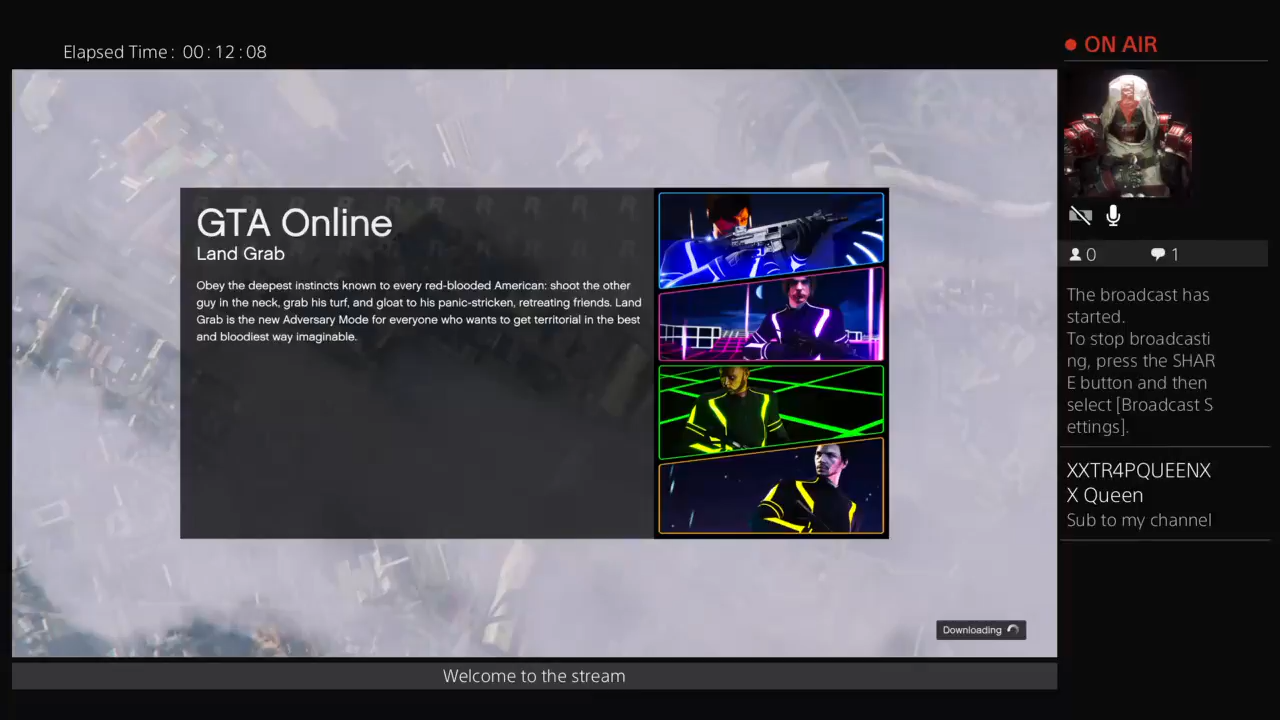 Elapsed Time: 00:12:08
ON AIR
GTA Online
Land Grab
Obey the deepest instincts known to every red-blooded American: shoot the other
guy in the neck, grab his turf, and gloat to his panic-stricken, retreating friends. Land
Grab is the new Adversary Mode for everyone who wants to get territorial in the best
and bloodiest way imaginable.
0
1
The broadcast has
started.
To stop broadcasti
ng, press the SHAR
E button and then
select [Broadcast S
ettings].
XXTR4PQUEENX
X Queen
Sub to my channel
Downloading
Welcome to the stream